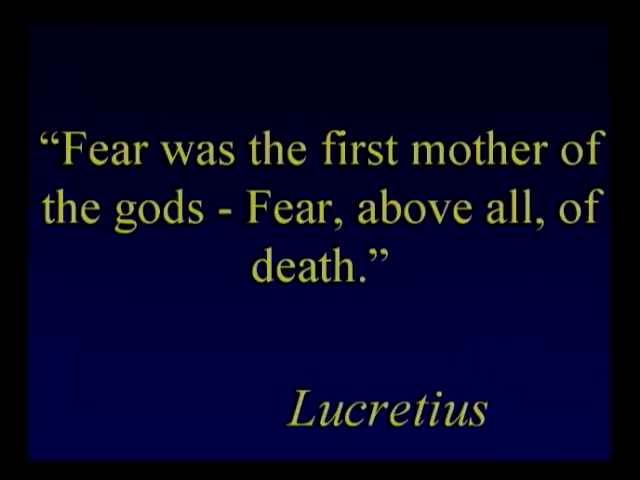 “Fear was the first mother of
the gods - Fear, above all, of
death.”
Lucretius